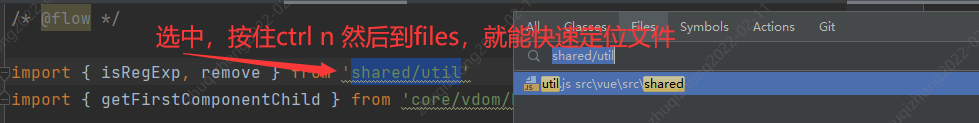 /* @flow */
All Classes Files Symbols Actions Git
选中，按住ctrl n 然后到files，就能快速定位文件
shared/util
import { isRegExp, remove } from 'shared/util'
util.js src\vue\src\shared
import { getFirstComponentChild } from 'core/vdom/